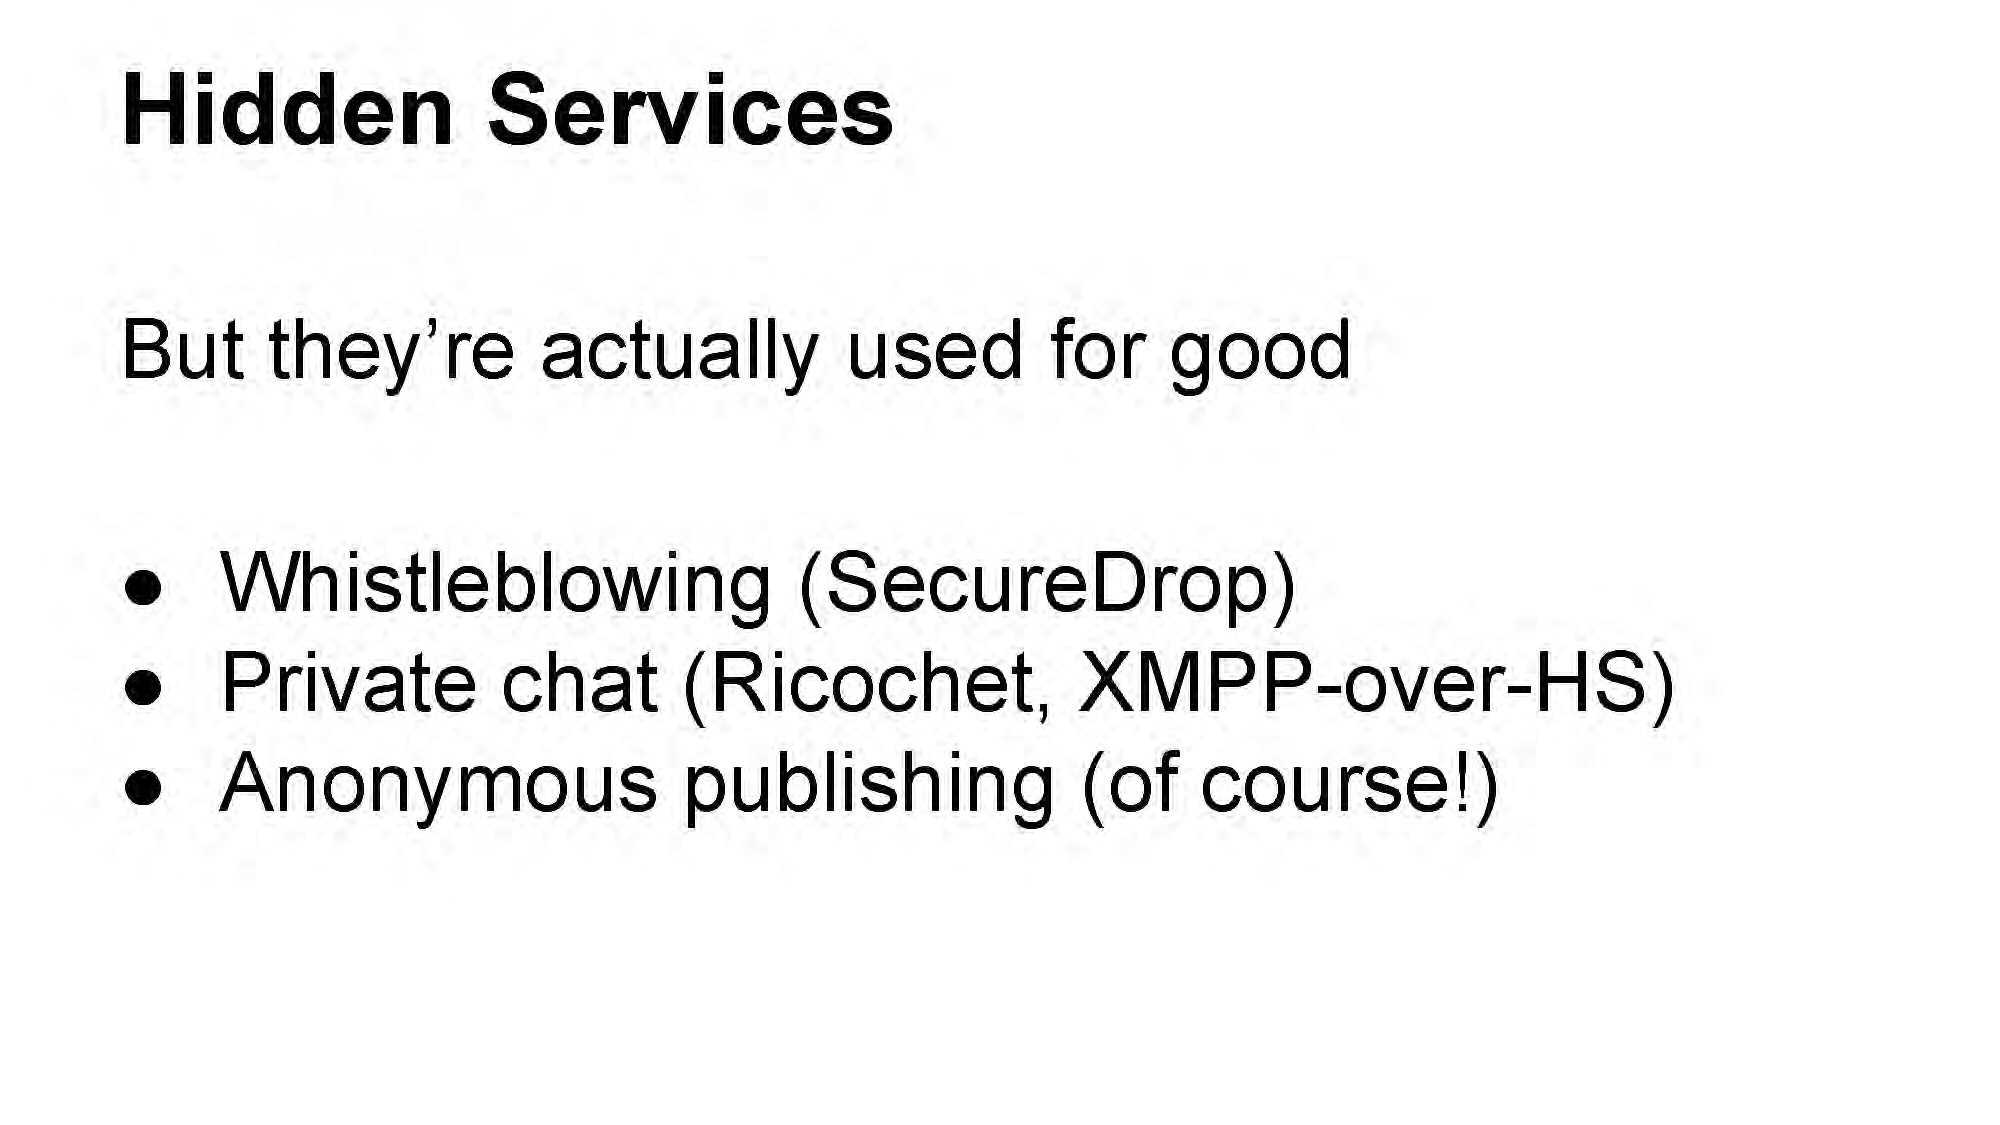 Hidden Services
But they’re actually used for good
● Whistleblowing (SecureDrop)
● Private chat (Ricochet, XMPP-over-HS)
● Anonymous publishing (of course!)